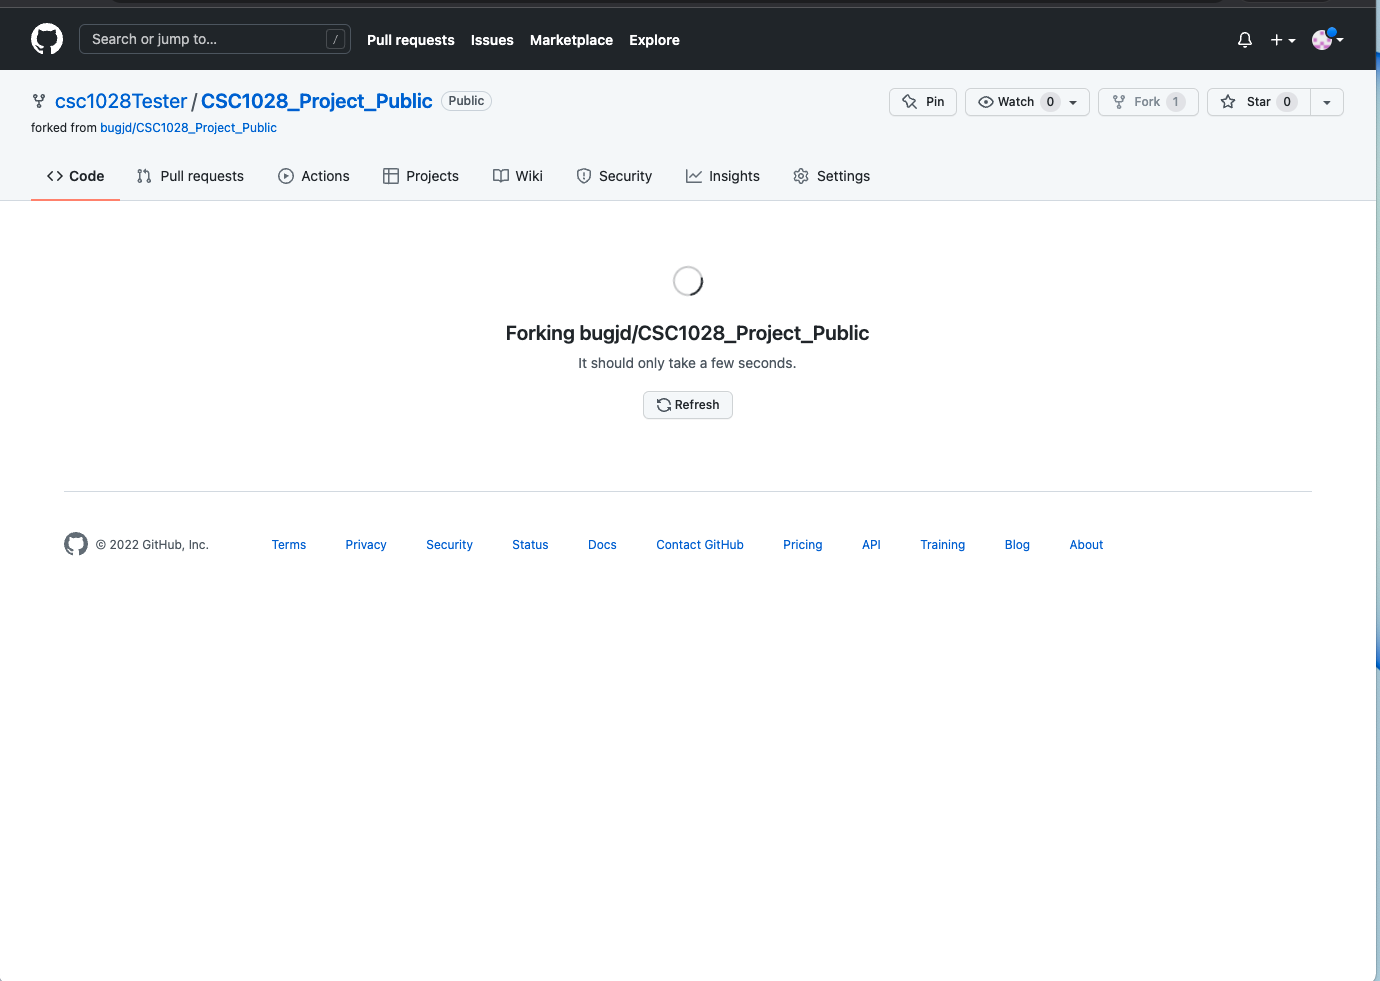 Search or jump to... /
Pull requests Issues Marketplace Explore
csc1028Tester / CSC1028_Project_Public Public
Pin Watch 0 Fork 1 Star 0
forked from bugjd/CSC1028_Project_Public
Code Pull requests Actions Projects Wiki Security Insights Settings
Forking bugjd/CSC1028_Project_Public
It should only take a few seconds.
Refresh
© 2022 GitHub, Inc. Terms Privacy Security Status Docs Contact GitHub Pricing API Training Blog About